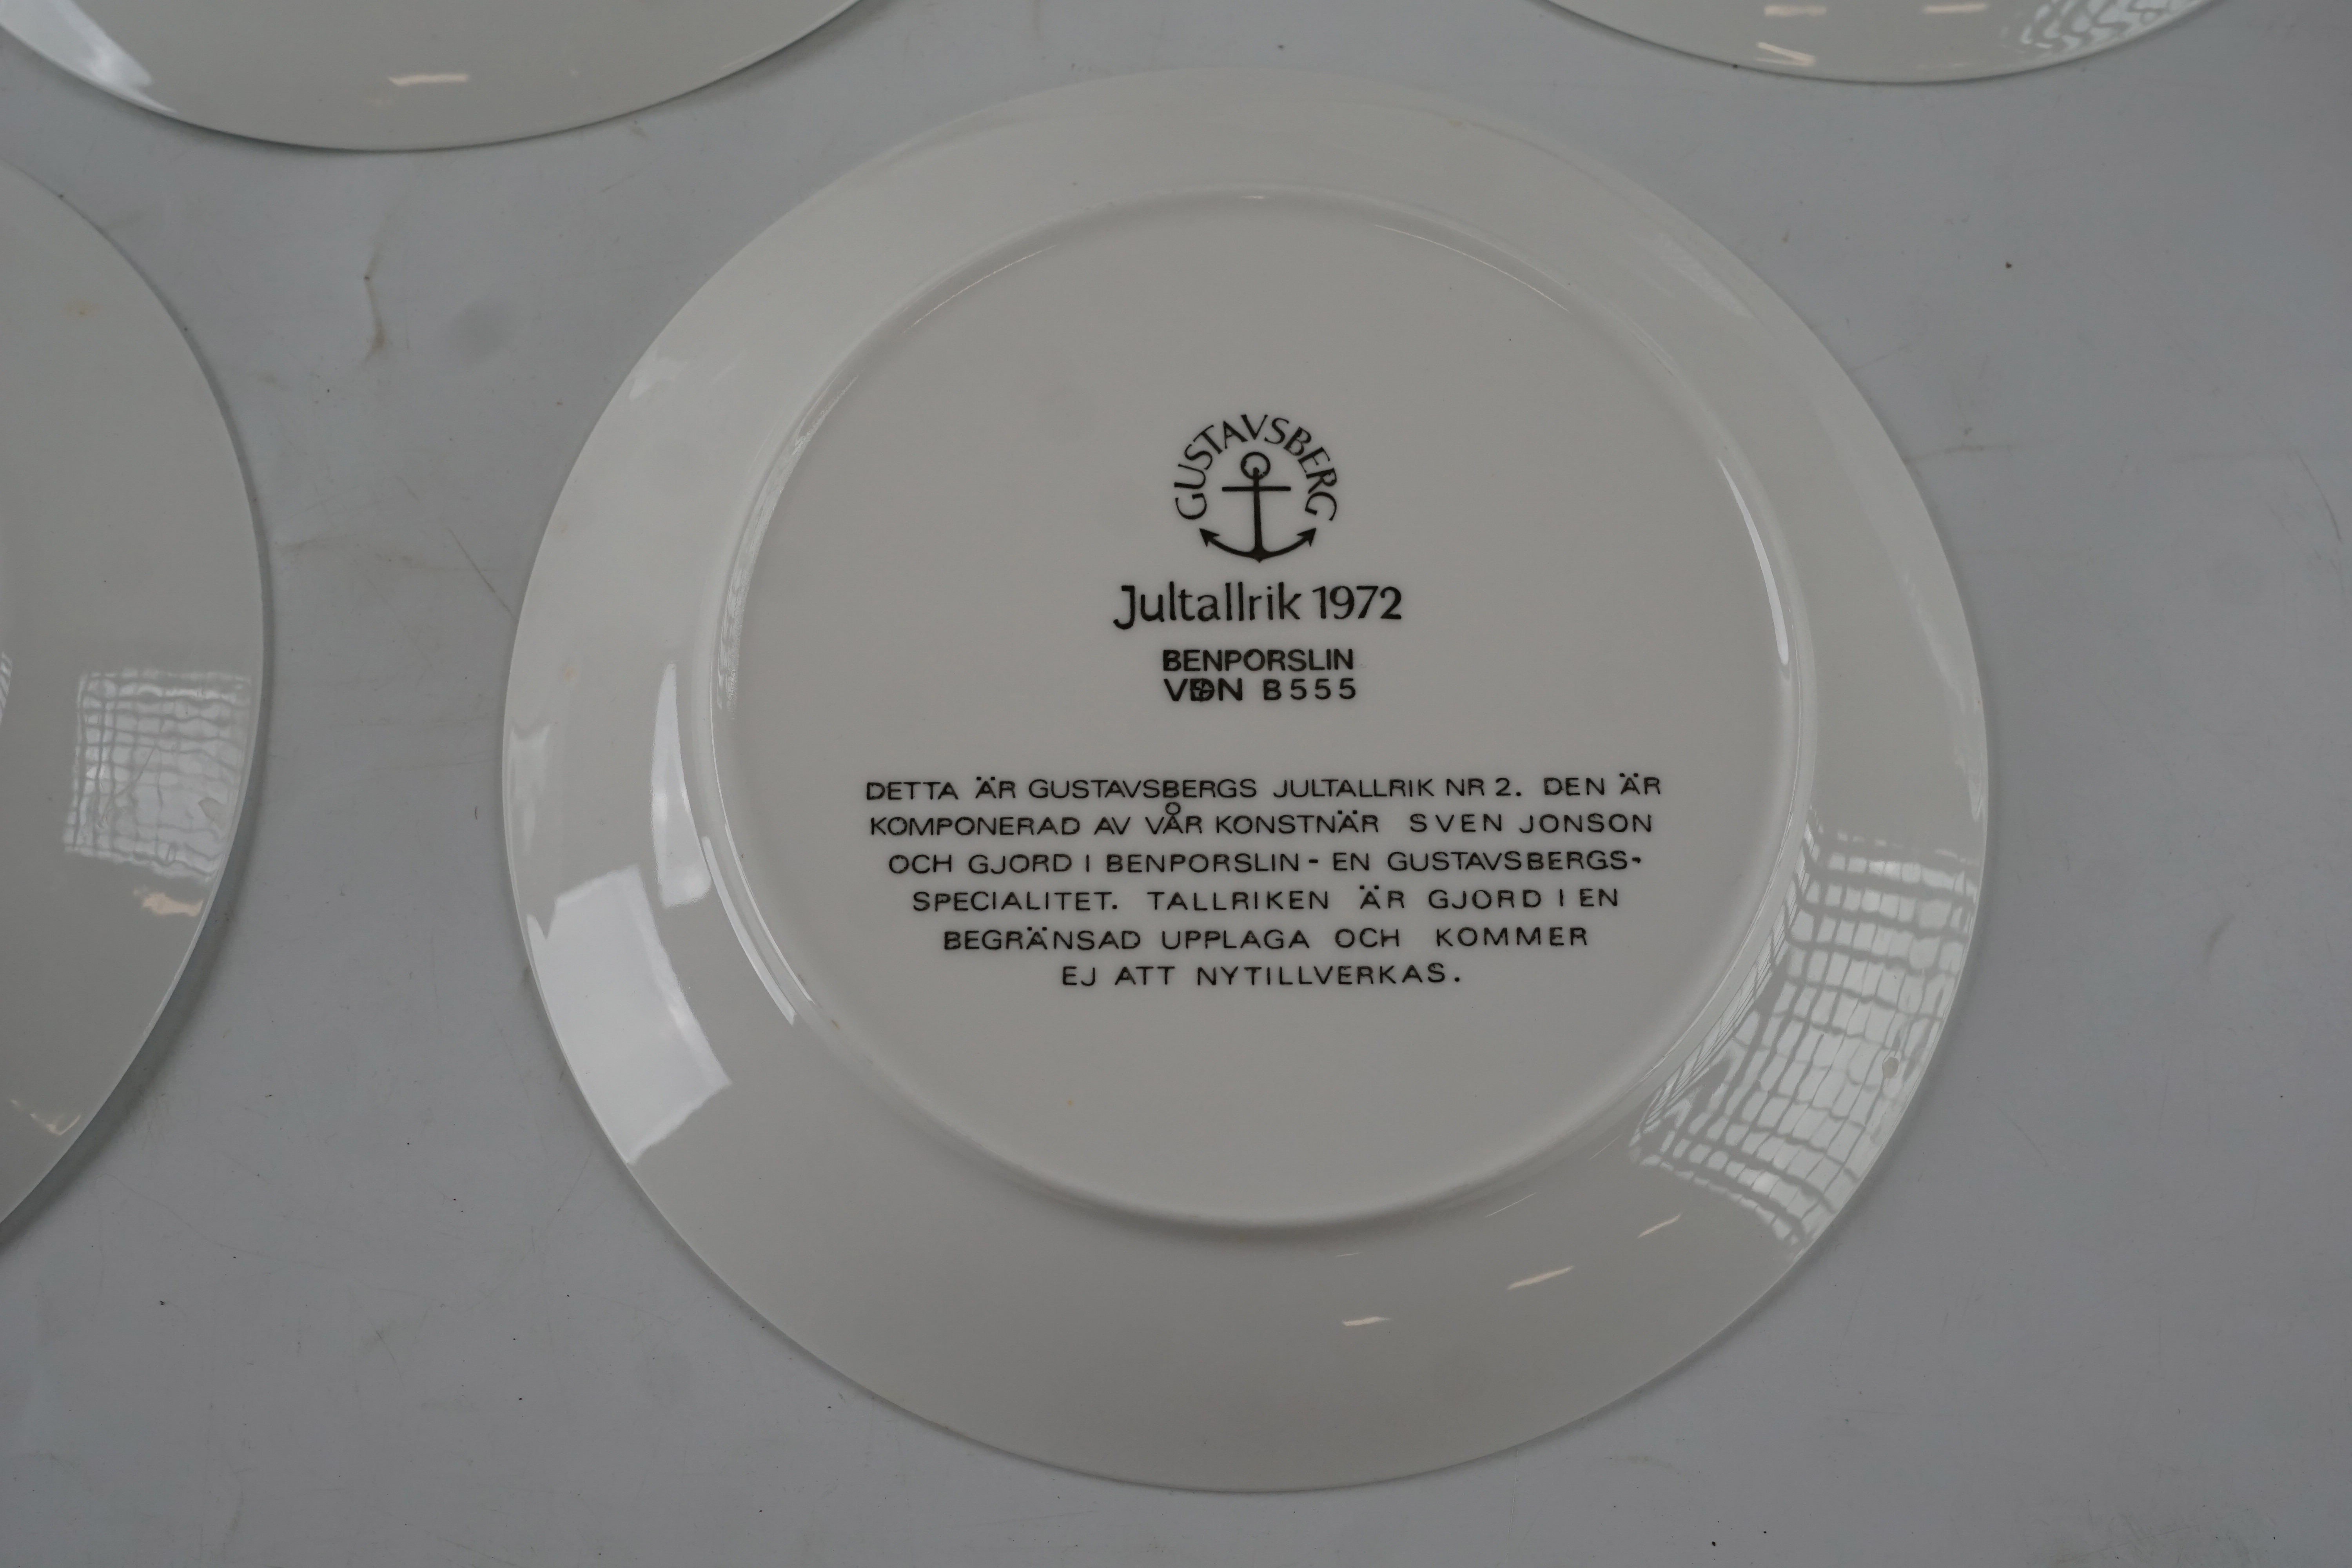 GUSTAVSBERG
Jultallrik 1972
BENPORSLIN
VDN B555
DETTA ÄR GUSTAVSBERGS JULTALLRIK NR 2. DEN ÄR
KOMPONERAD AV VÅR KONSTNÄR SVEN JONSON
OCH GJORD I BENPORSLIN - EN GUSTAVSBERGS-
SPECIALITET. TALLRIKEN ÄR GJORD I EN
BEGRÄNSAD UPPLAGA OCH KOMMER
EJ ATT NYTILLVERKAS.